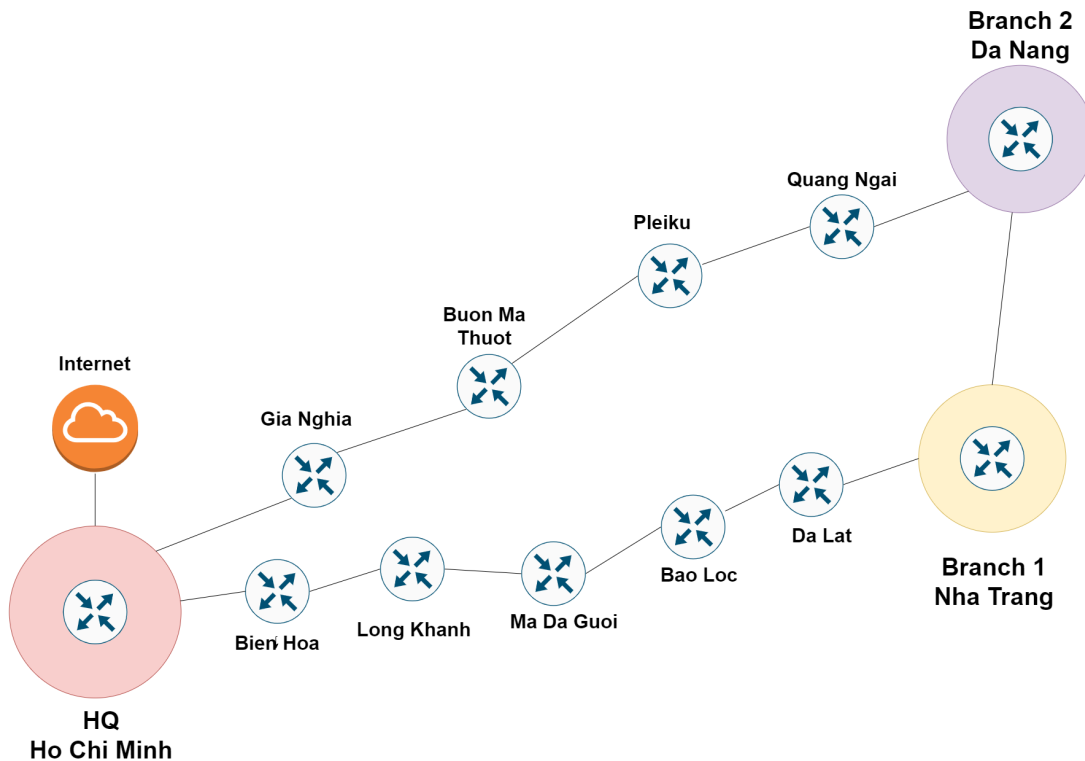 Branch 2
Da Nang
Quang Ngai
Pleiku
Buon Ma
Thuot
Internet
Gia Nghia
Da Lat
Bao Loc
Branch 1
Nha Trang
Ma Da Guoi
Long Khanh
Bien Hoa
HQ
Ho Chi Minh